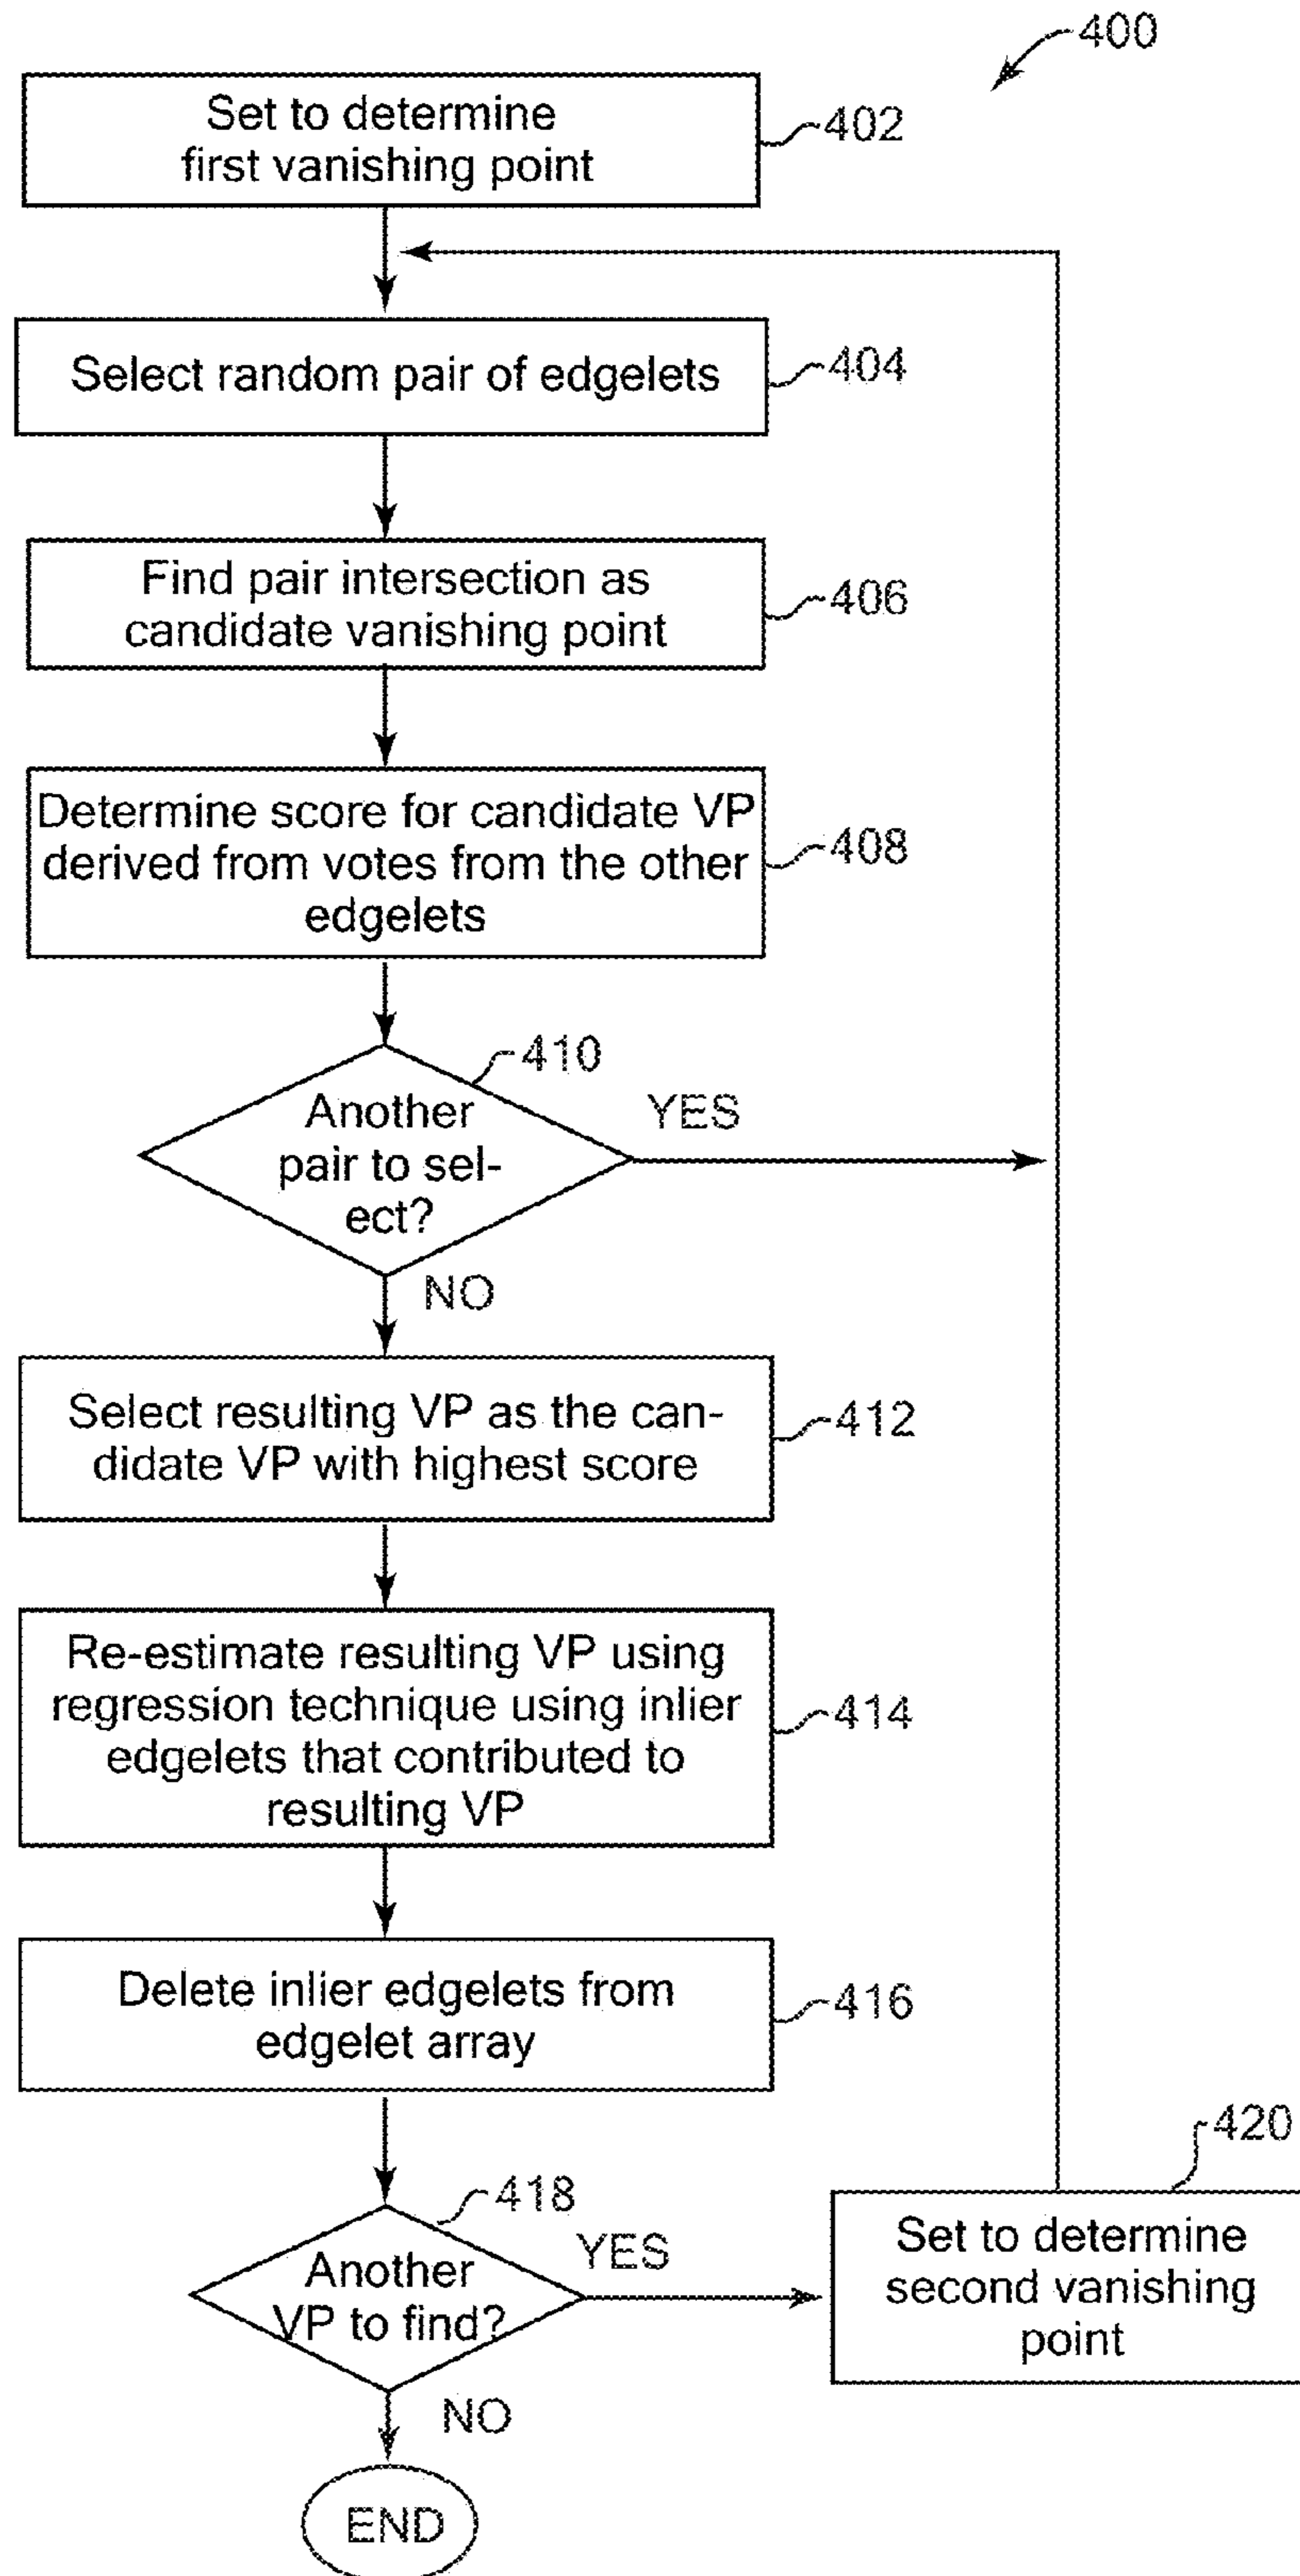 400
Set to determine
first vanishing point
402
Select random pair of edgelets
404
Find pair intersection as
candidate vanishing point
406
Determine score for candidate VP
derived from votes from the other
edgelets
408
410
Another
pair to sel-
ect?
YES
NO
Select resulting VP as the can-
didate VP with highest score
412
Re-estimate resulting VP using
regression technique using inlier
edgelets that contributed to
resulting VP
414
Delete inlier edgelets from
edgelet array
416
418
Another
VP to find?
YES
420
Set to determine
second vanishing
point
NO
END